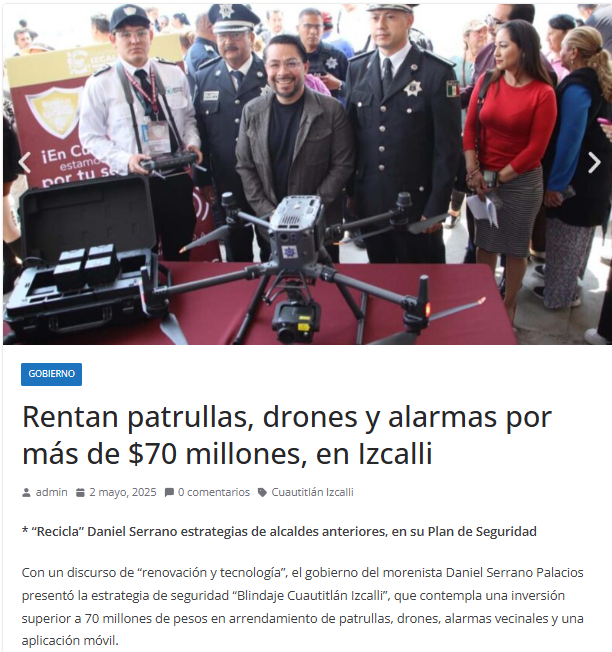 ¡En Cu
estamo
por tu se
GOBIERNO
Rentan patrullas, drones y alarmas por
más de $70 millones, en Izcalli
admin 2 mayo, 2025 0 comentarios Cuautitlán Izcalli
* “Recicla” Daniel Serrano estrategias de alcaldes anteriores, en su Plan de Seguridad
Con un discurso de “renovación y tecnología”, el gobierno del morenista Daniel Serrano Palacios
presentó la estrategia de seguridad “Blindaje Cuautitlán Izcalli”, que contempla una inversión
superior a 70 millones de pesos en arrendamiento de patrullas, drones, alarmas vecinales y una
aplicación móvil.